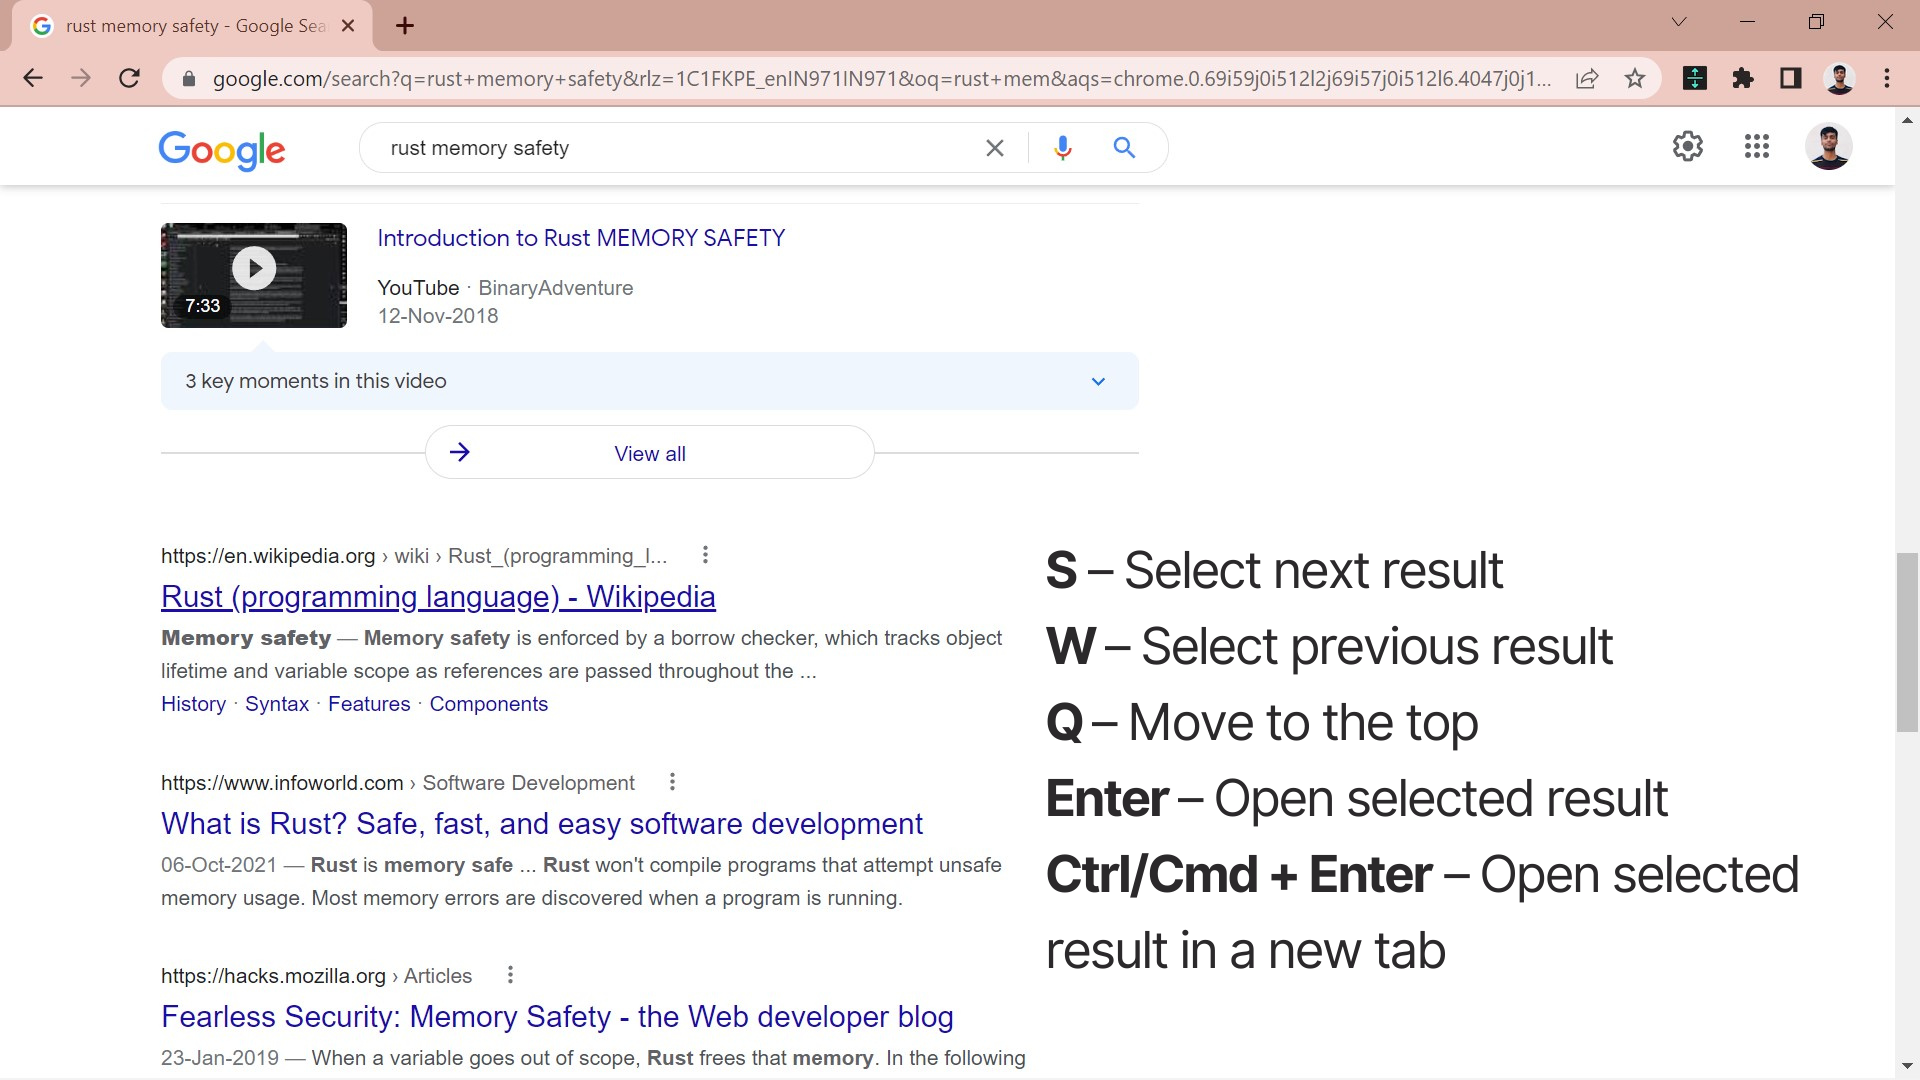 rust memory safety - Google Sea
google.com/search?q=rust+memory+safety&rlz=1C1FKPE_enIN971IN971&oq=rust+mem&aqs=chrome.0.69i59j0i512l2j69i57j0i512l6.4047j0j1...
Google
rust memory safety
Introduction to Rust MEMORY SAFETY
YouTube · BinaryAdventure
12-Nov-2018
7:33
3 key moments in this video
View all
https://en.wikipedia.org › wiki › Rust_(programming_l...
Rust (programming language) - Wikipedia
Memory safety — Memory safety is enforced by a borrow checker, which tracks object
lifetime and variable scope as references are passed throughout the ...
History · Syntax · Features · Components
https://www.infoworld.com › Software Development
What is Rust? Safe, fast, and easy software development
06-Oct-2021 — Rust is memory safe ... Rust won't compile programs that attempt unsafe
memory usage. Most memory errors are discovered when a program is running.
https://hacks.mozilla.org › Articles
Fearless Security: Memory Safety - the Web developer blog
23-Jan-2019 — When a variable goes out of scope, Rust frees that memory. In the following
S – Select next result
W – Select previous result
Q – Move to the top
Enter – Open selected result
Ctrl/Cmd + Enter – Open selected
result in a new tab